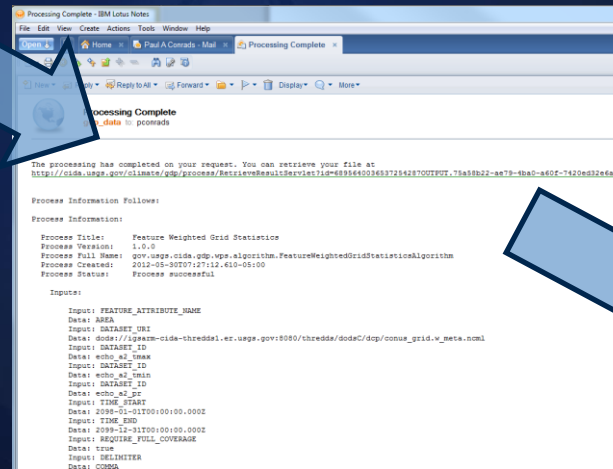 Processing Complete - IBM Lotus Notes
File Edit View Create Actions Tools Window Help
Open Home Paul A Conrads - Mail Processing Complete
New Reply Reply to All Forward Display More
Processing Complete
_data to: pconrads
The processing has completed on your request. You can retrieve your file at
http://cida.usgs.gov/climate/gdp/process/RetrieveResultServlet?id=6895640036537254287OUTPUT.75a58b22-ae79-4ba0-a60f-7420ed32e6a
Process Information Follows:
Process Information:
Process Title: Feature Weighted Grid Statistics
Process Version: 1.0.0
Process Full Name: gov.usgs.cida.gdp.wps.algorithm.FeatureWeightedGridStatisticsAlgorithm
Process Created: 2012-05-30T07:27:12.610-05:00
Process Status: Process successful
Inputs:
Input: FEATURE_ATTRIBUTE_NAME
Data: AREA
Input: DATASET_URI
Data: dods://igsarm-cida-thredds1.er.usgs.gov:8080/thredds/dodsC/dcp/conus_grid.w_meta.ncml
Input: DATASET_ID
Data: echo_a2_tmax
Input: DATASET_ID
Data: echo_a2_tmin
Input: DATASET_ID
Data: echo_a2_pr
Input: TIME_START
Data: 2098-01-01T00:00:00.000Z
Input: TIME_END
Data: 2099-12-31T00:00:00.000Z
Input: REQUIRE_FULL_COVERAGE
Data: true
Input: DELIMITER
Data: COMMA